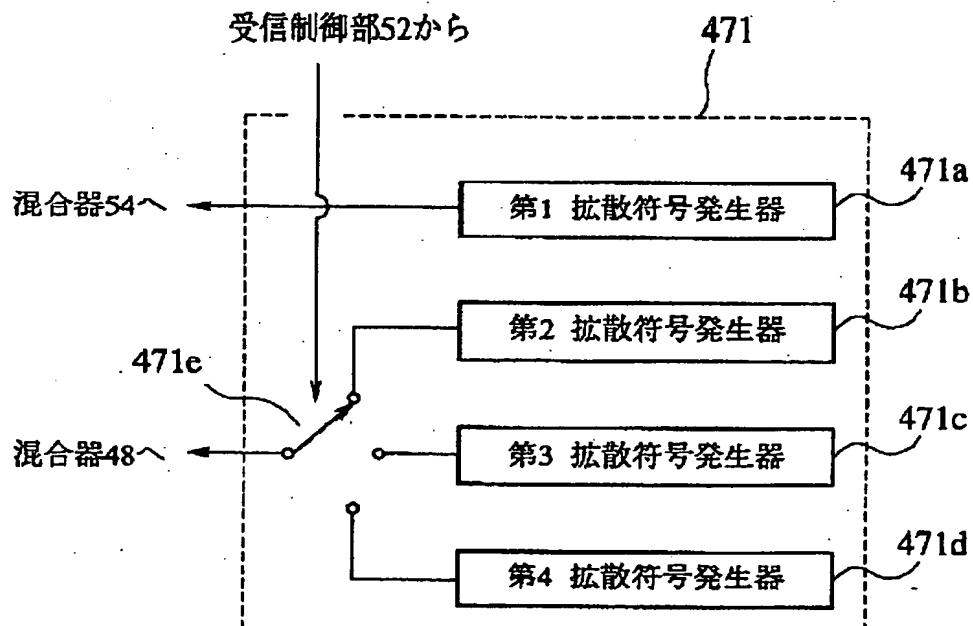 受信制御部52から
471
471a
混合器54へ
第1 拡散符号発生器
471b
第2 拡散符号発生器
471e
471c
混合器48へ
第3 拡散符号発生器
471d
第4 拡散符号発生器